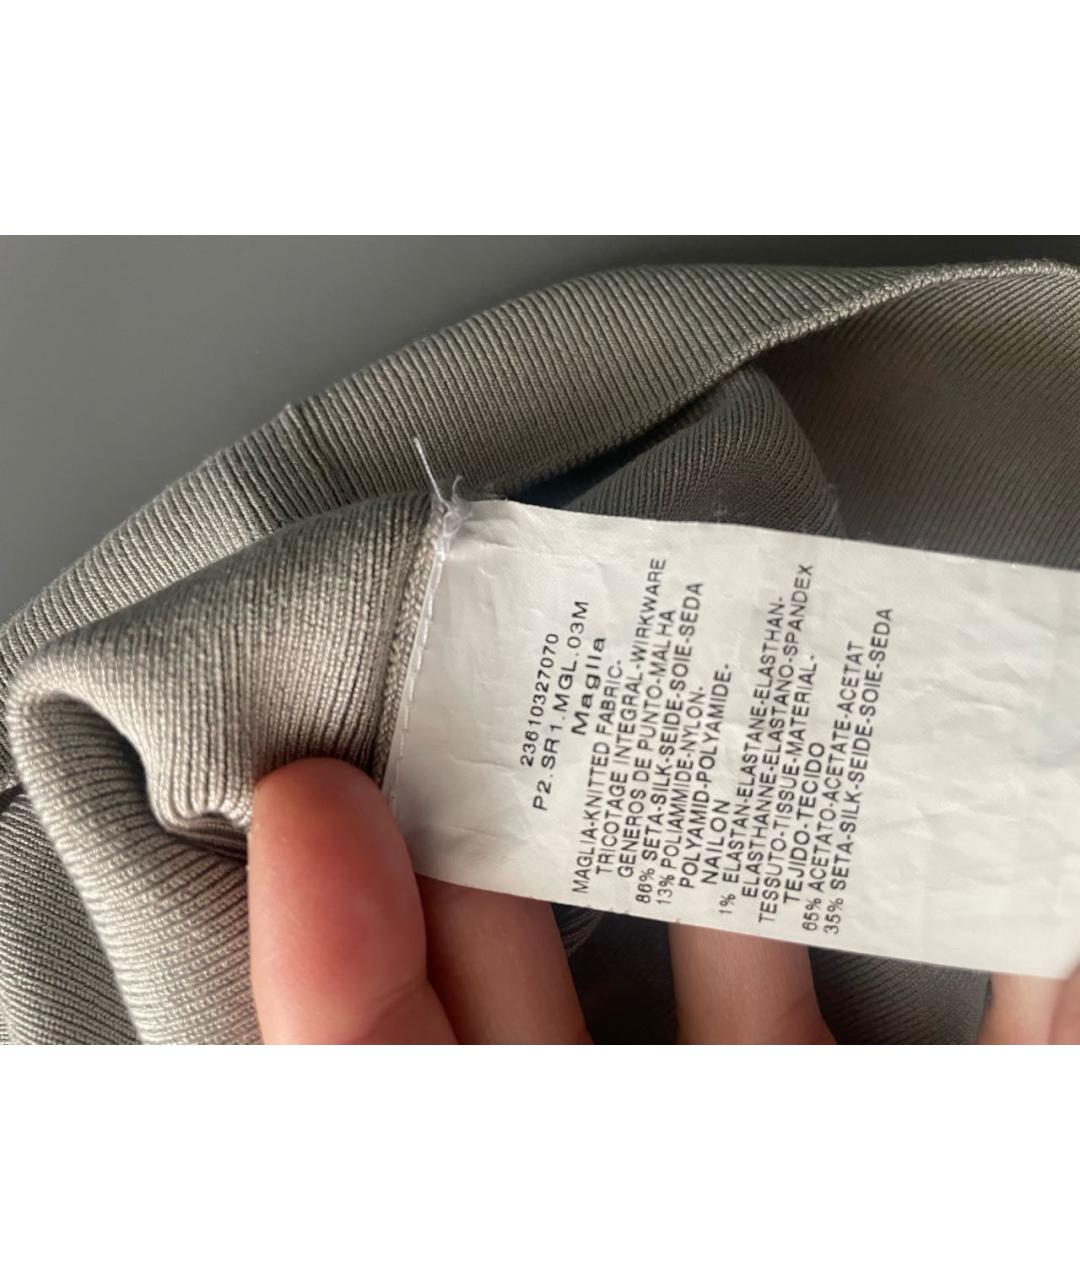 23610327070
P2.SR1.MGL.03M
Maglia
MAGLIA-KNITTED FABRIC-
TRICOTAGE INTEGRAL-WIRKWARE
GENEROS DE PUNTO-MALHA
86% SETA-SILK-SEIDE-SOIE-SEDA
13% POLIAMMIDE-NYLON-
POLYAMID-POLYAMIDE-
NAILON
1% ELASTAN-ELASTANE-ELASTHAN-
ELASTHANNE-ELASTANO-SPANDEX
TESSUTO-TISSUE-MATERIAL-
TEJIDO-TECIDO
65% ACETATO-ACETATE-ACETAT
35% SETA-SILK-SEIDE-SOIE-SEDA